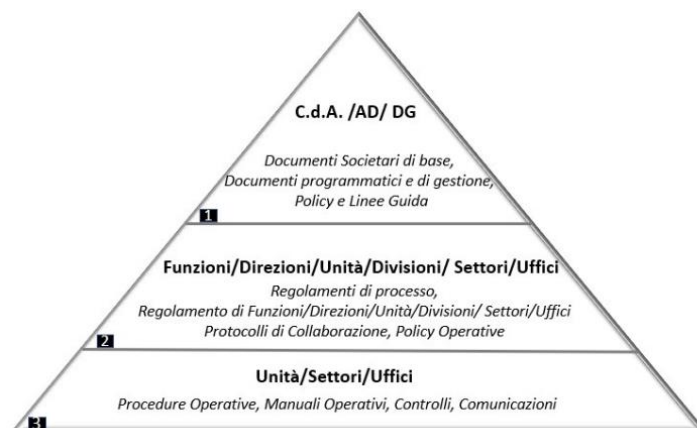 C.d.A. /AD/ DG
Documenti Societari di base,
Documenti programmatici e di gestione,
Policy e Linee Guida
1
Funzioni/Direzioni/Unità/Divisioni/ Settori/Uffici
Regolamenti di processo,
Regolamento di Funzioni/Direzioni/Unità/Divisioni/ Settori/Uffici
Protocolli di Collaborazione, Policy Operative
2
Unità/Settori/Uffici
Procedure Operative, Manuali Operativi, Controlli, Comunicazioni
3